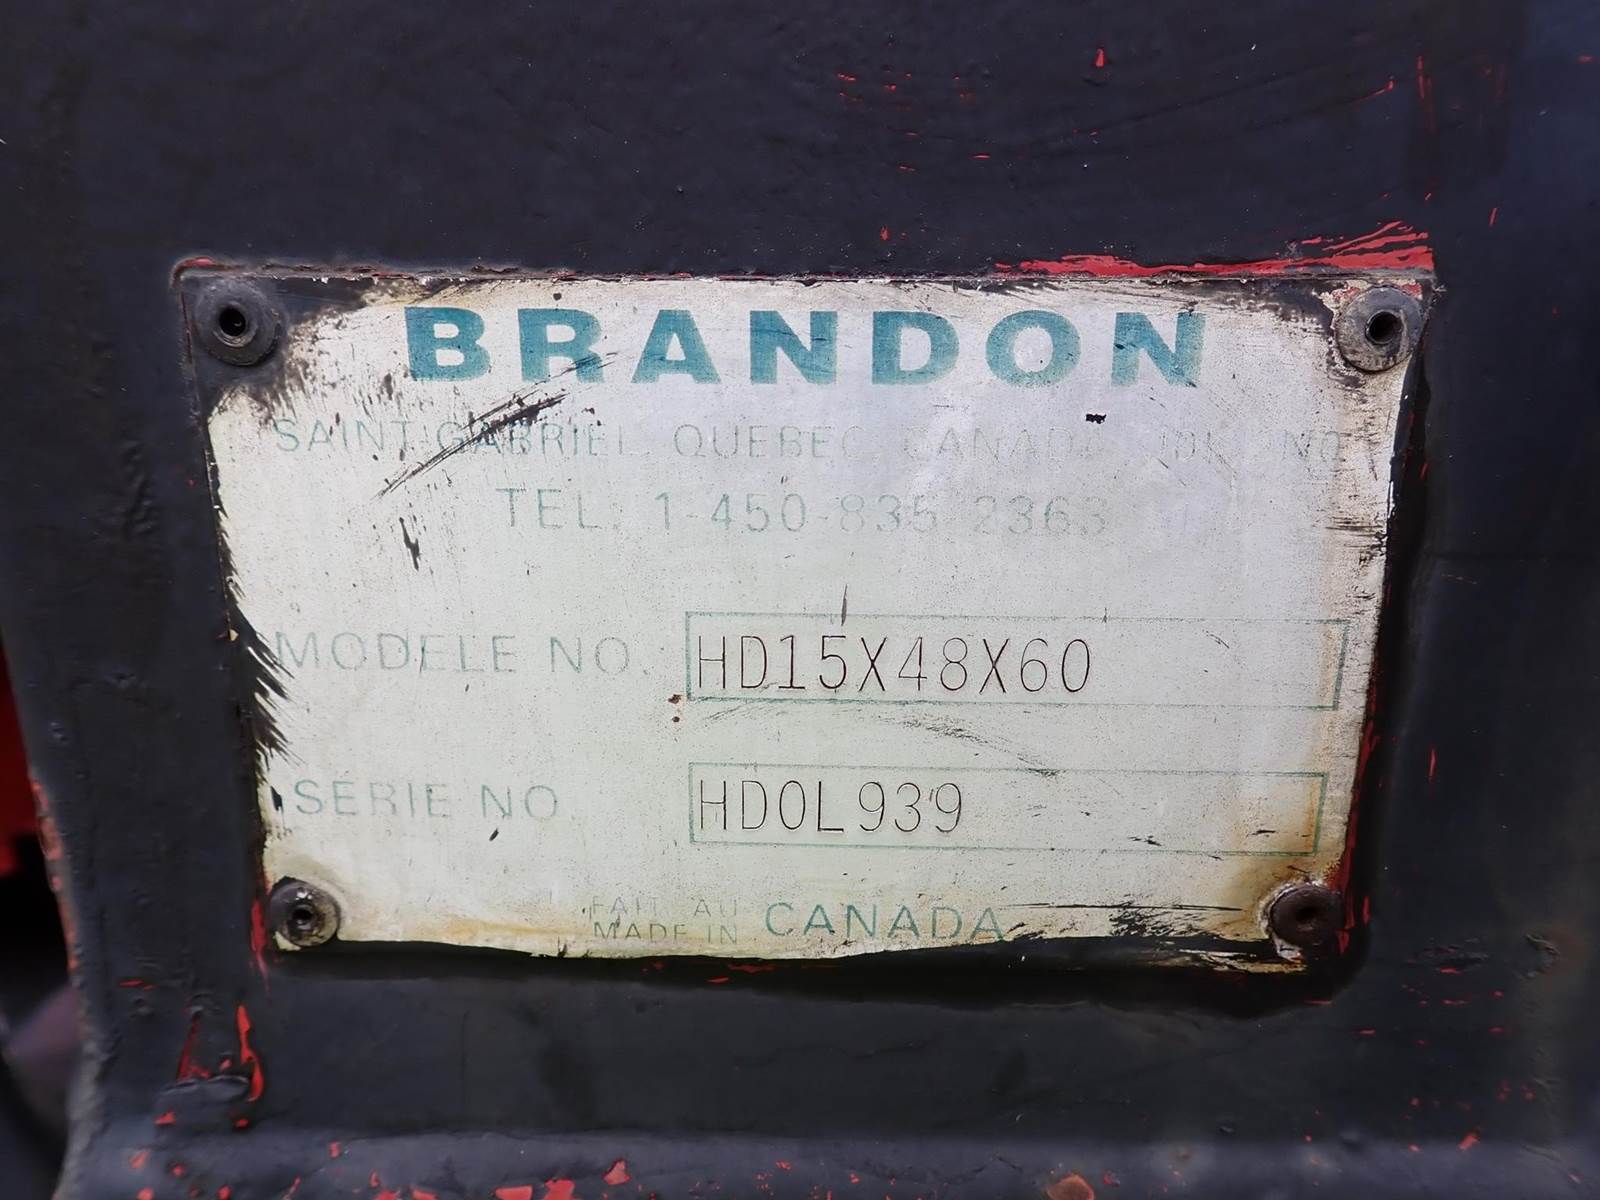 BRANDON
SAINT-GABRIEL, QUEBEC, CANADA
TEL. 1-450-835-2363
MODELE NO. HD15X48X60
SERIE NO. HD0L939
FAIT AU
MADE IN CANADA